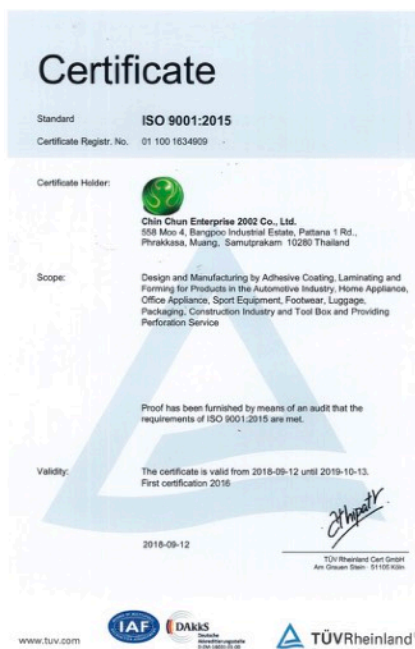 Certificate
Standard ISO 9001:2015
Certificate Registr. No. 01 100 1634909
Certificate Holder:
Chin Chun Enterprise 2002 Co., Ltd.
558 Moo 4, Bangpoo Industrial Estate, Pattana 1 Rd.,
Phrakkasa, Muang, Samutprakarn 10280 Thailand
Scope: Design and Manufacturing by Adhesive Coating, Laminating and
Forming for Products in the Automotive Industry, Home Appliance,
Office Appliance, Sport Equipment, Footwear, Luggage,
Packaging, Construction Industry and Tool Box and Providing
Perforation Service
Proof has been furnished by means of an audit that the
requirements of ISO 9001:2015 are met.
Validity: The certificate is valid from 2018-09-12 until 2019-10-13.
First certification 2016
2018-09-12
TÜV Rheinland Cert GmbH
Am Grauen Stein · 51105 Köln
www.tuv.com
IAF
DAkkS
Deutsche
Akkreditierungsstelle
TÜVRheinland